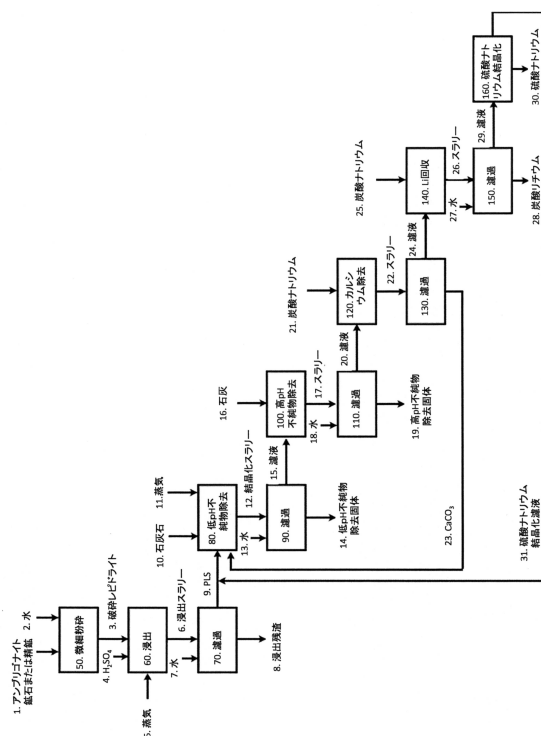 1. アンブリゴナイト
鉱石または精鉱
2. 水
50. 微細粉砕
3. 破砕レピドライト
4. H₂SO₄
5. 蒸気
60. 浸出
6. 浸出スラリー
7. 水
70. 濾過
8. 浸出残渣
9. PLS
10. 石灰石
11. 蒸気
80. 低pH不
純物除去
12. 結晶化スラリー
13. 水
90. 濾過
14. 低pH不純物
除去固体
15. 濾液
16. 石灰
100. 高pH
不純物除去
17. スラリー
18. 水
110. 濾過
19. 高pH不純物
除去固体
20. 濾液
21. 炭酸ナトリウム
120. カルシ
ウム除去
22. スラリー
130. 濾過
23. CaCO₃
24. 濾液
25. 炭酸ナトリウム
140. Li回収
26. スラリー
27. 水
150. 濾過
28. 炭酸リチウム
29. 濾液
160. 硫酸ナト
リウム結晶化
30. 硫酸ナトリウム
31. 硫酸ナトリウム
結晶化濾液